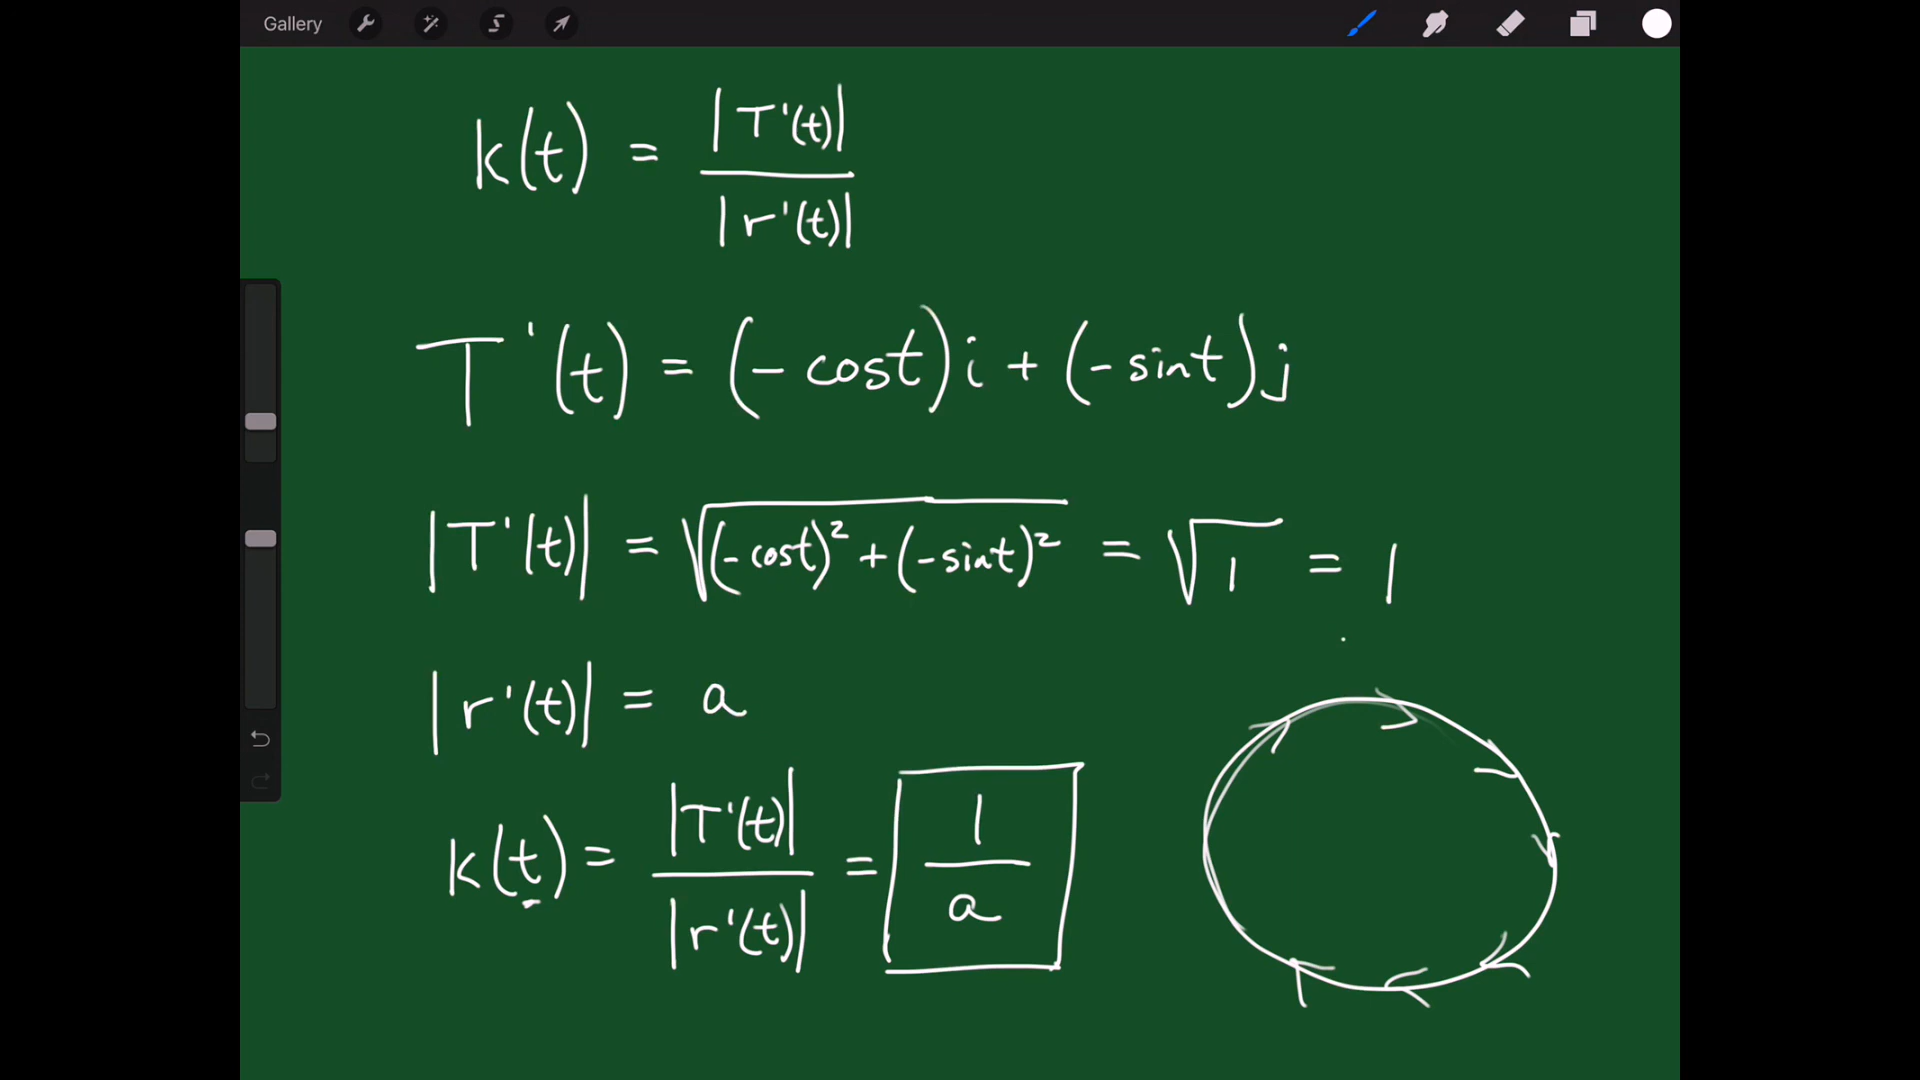 Gallery
k(t) = |T'(t)| / |r'(t)|
T'(t) = (-cost)i + (-sint)j
|T'(t)| = √((-cost)² + (-sint)²) = √1 = 1
|r'(t)| = a
k(t) = |T'(t)| / |r'(t)| = 1 / a